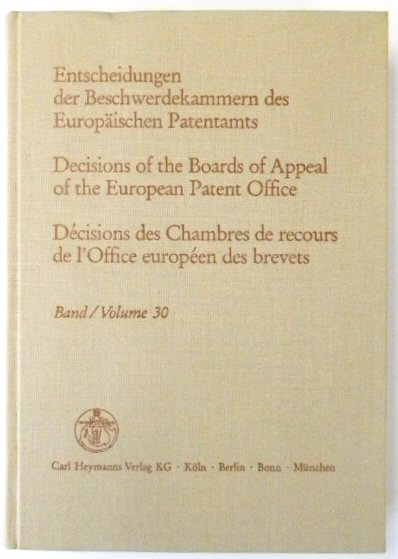 Entscheidungen
der Beschwerdekammern des
Europäischen Patentamts
Decisions of the Boards of Appeal
of the European Patent Office
Décisions des Chambres de recours
de l'Office européen des brevets
Band/Volume 30
Carl Heymanns Verlag KG · Köln · Berlin · Bonn · München